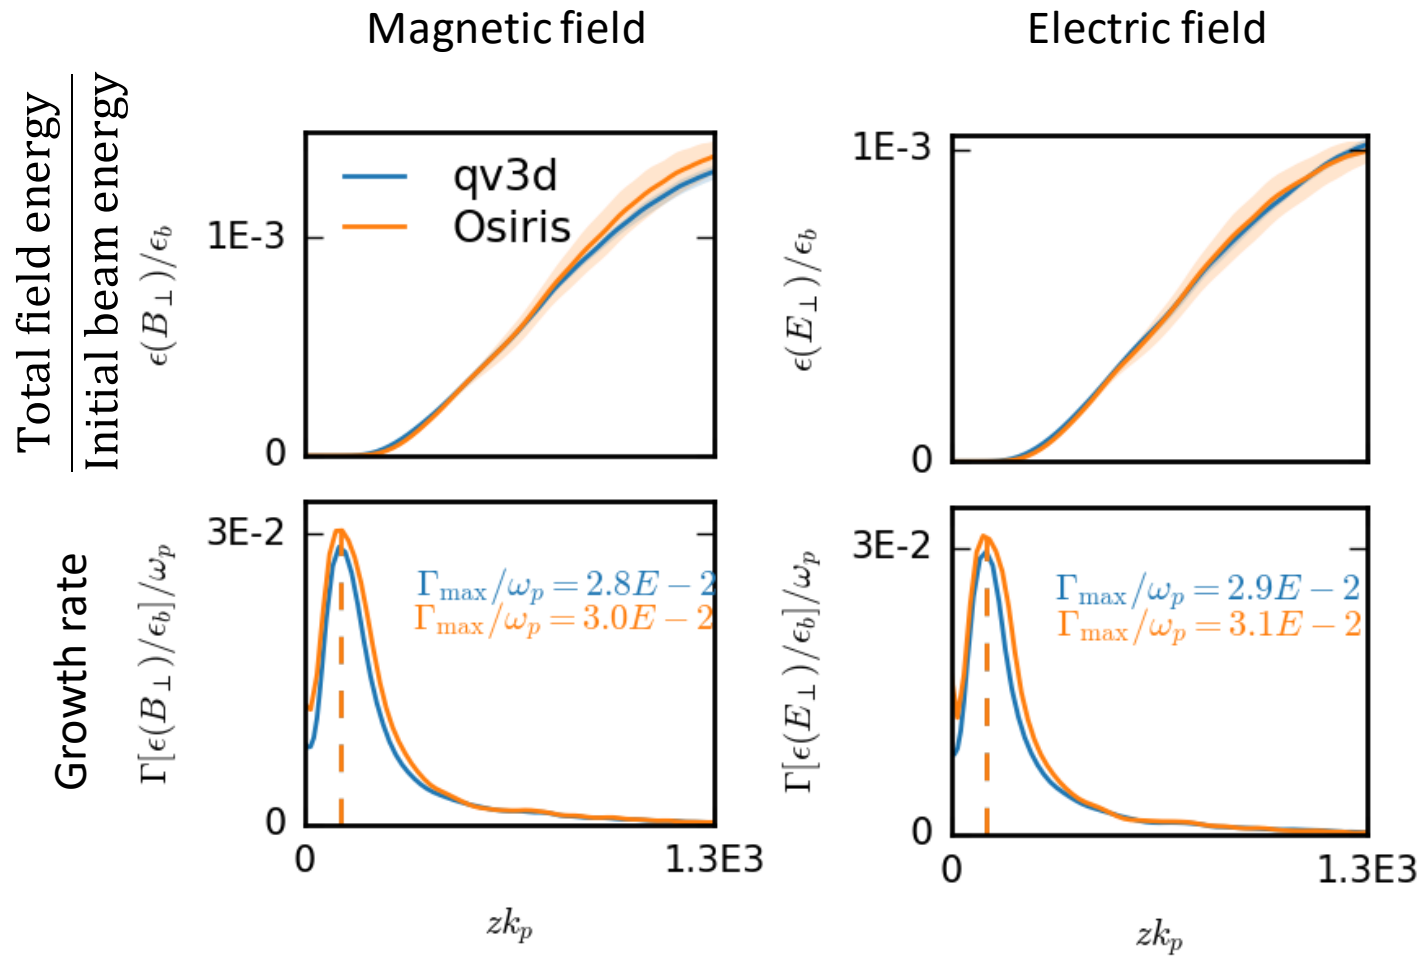 Magnetic field
Electric field
Total field energy
Initial beam energy
ϵ(B⊥)/ϵb
1E-3
0
qv3d
Osiris
ϵ(E⊥)/ϵb
1E-3
0
Growth rate
Γ[ϵ(B⊥)/ϵb]/ωp
3E-2
0
Γmax/ωp = 2.8E − 2
Γmax/ωp = 3.0E − 2
0
1.3E3
zkp
Γ[ϵ(E⊥)/ϵb]/ωp
3E-2
0
Γmax/ωp = 2.9E − 2
Γmax/ωp = 3.1E − 2
0
1.3E3
zkp